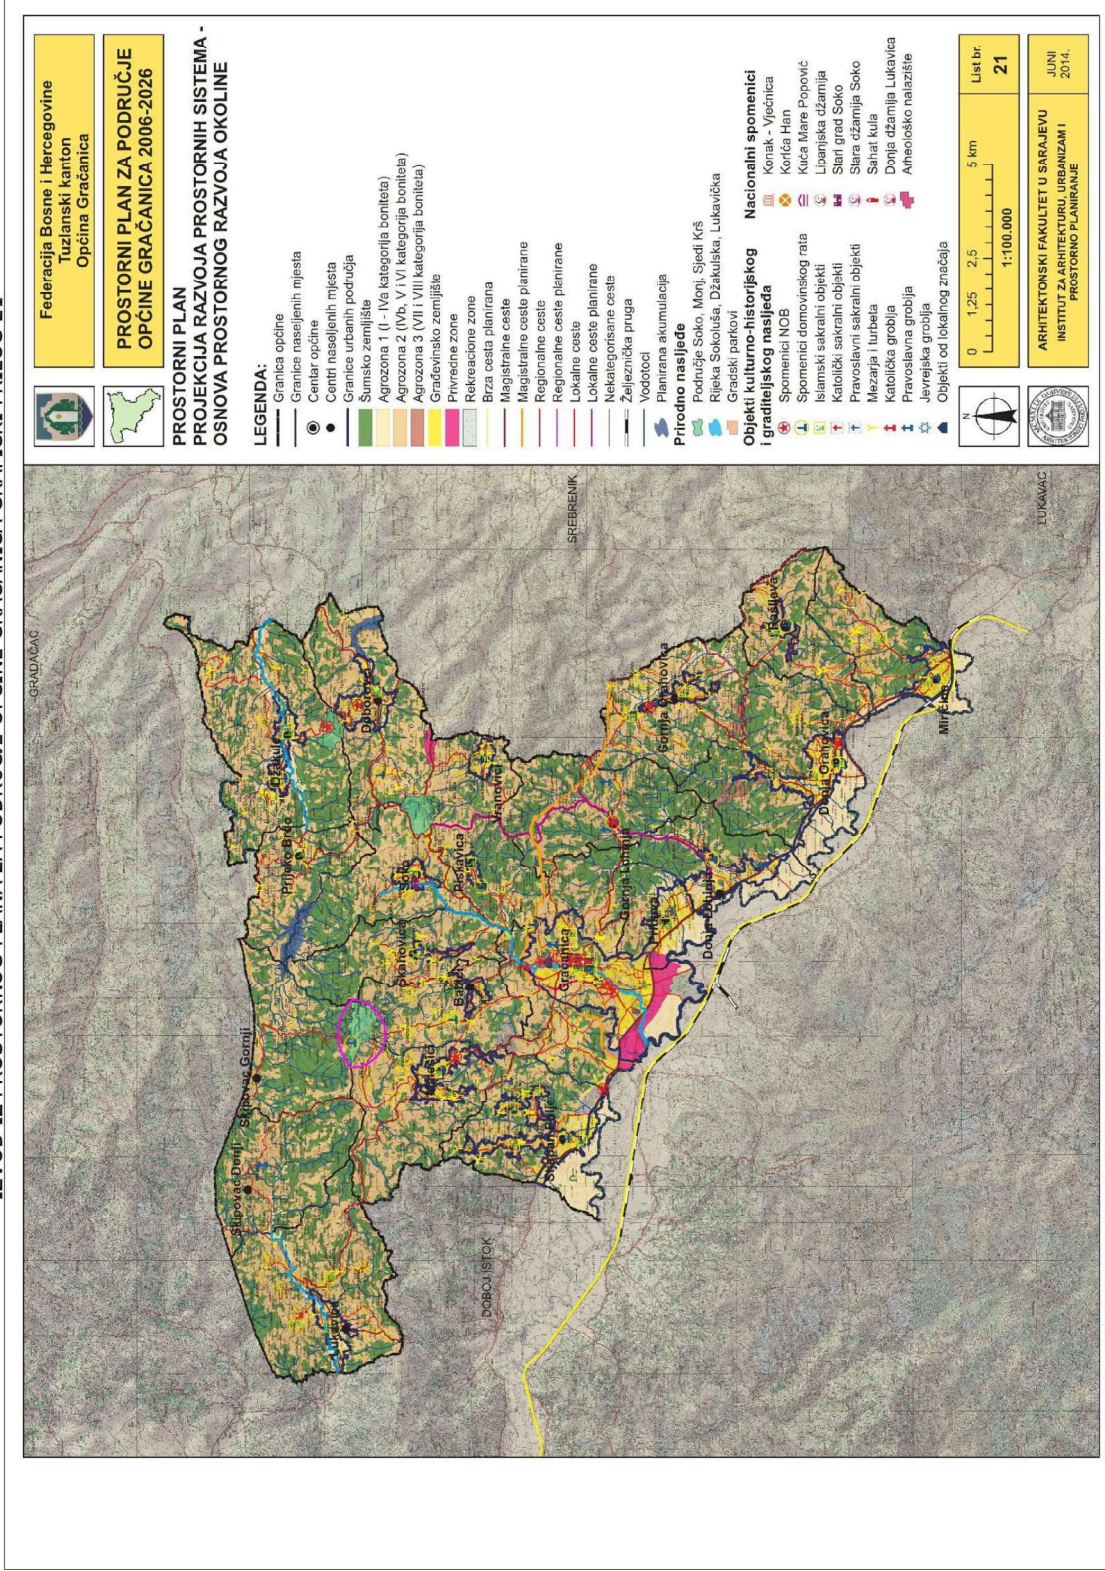 Federacija Bosne i Hercegovine
Tuzlanski kanton
Općina Gračanica
PROSTORNI PLAN ZA PODRUČJE
OPĆINE GRAČANICA 2006-2026
PROSTORNI PLAN
PROJEKCIJA RAZVOJA PROSTORNIH SISTEMA -
OSNOVA PROSTORNOG RAZVOJA OKOLINE
LEGENDA:
Granica općine
Granice naseljenih mjesta
Centar općine
Centri naseljenih mjesta
Granice urbanih područja
Šumsko zemljište
Agrozona 1 (I - IVa kategorija boniteta)
Agrozona 2 (IVb, V i VI kategorija boniteta)
Agrozona 3 (VII i VIII kategorija boniteta)
Građevinsko zemljište
Privredne zone
Rekreacione zone
Brza cesta planirana
Magistralne ceste
Magistralne ceste planirane
Regionalne ceste
Regionalne ceste planirane
Lokalne ceste
Lokalne ceste planirane
Nekategorisane ceste
Željeznička pruga
Vodotoci
Planirana akumulacija
Prirodno nasljeđe
Područje Soko, Monj, Sjedi Krš
Rijeka Sokoluša, Džakulska, Lukavička
Gradski parkovi
Objekti kulturno-historijskog
i graditeljskog nasljeđa
Spomenici NOB
Spomenici domovinskog rata
Islamski sakralni objekti
Katolički sakralni objekti
Pravoslavni sakralni objekti
Mezarja i turbeta
Katolička groblja
Pravoslavna groblja
Jevrejska groblja
Objekti od lokalnog značaja
Nacionalni spomenici
Konak - Vječnica
Korića Han
Kuća Mare Popović
Lipanjska džamija
Stari grad Soko
Stara džamija Soko
Sahat kula
Donja džamija Lukavica
Arheološko nalazište
N
0 1,25 2,5 5 km
1:100.000
List br.
21
ARHITEKTONSKI FAKULTET U SARAJEVU
INSTITUT ZA ARHITEKTURU, URBANIZAM I
PROSTORNO PLANIRANJE
JUNI
2014.
GRADAČAC
SREBRENIK
LUKAVAC
DOBOJ ISTOK
Skipovac Donji
Skipovac Gornji
Prijeko Brdo
Soko
Piskavica
Vranovići
Gračanica
Gornja Lohinja
Donja Lohinja
Pribava
Gornja Orahovica
Donja Orahovica
Rašljeva
Miričina